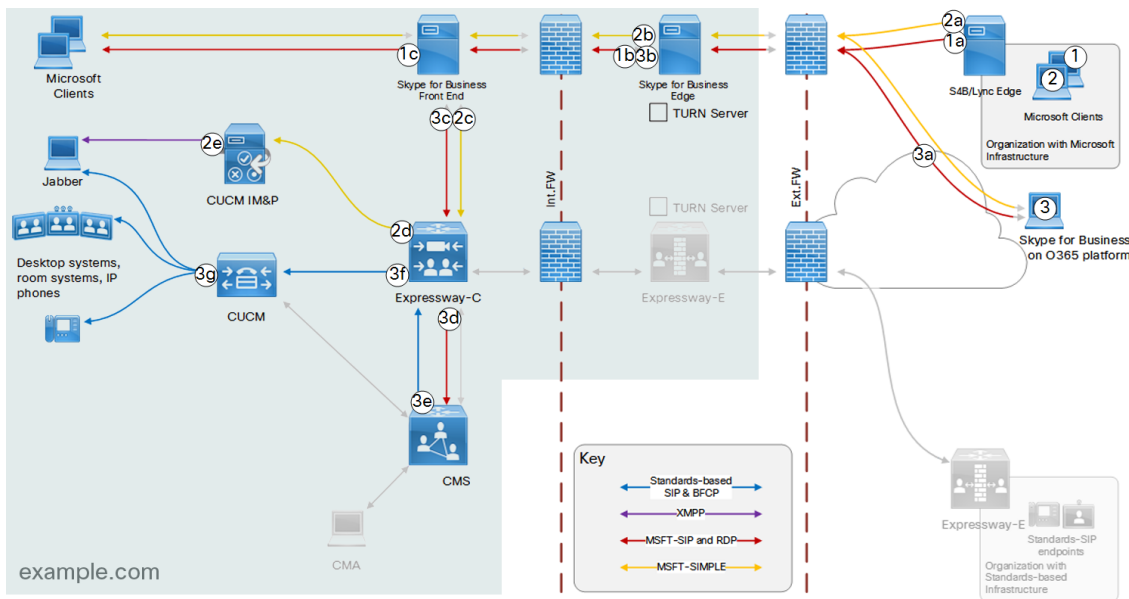 2a
2b
1a
1
1c
1b
3b
2
Microsoft
Clients
Skype for Business
Front End
Skype for Business
Edge
S4B/Lync Edge
TURN Server
Microsoft Clients
3c
2c
Organization with Microsoft
Infrastructure
2e
3a
Jabber
Int.FW
Ext.FW
CUCM IM&P
TURN Server
3
2d
Skype for Business
on O365 platform
Desktop systems,
room systems, IP
phones
3g
3f
Expressway-C
Expressway-E
CUCM
3d
3e
Key
Standards-based
SIP & BFCP
XMPP
MSFT-SIP and RDP
MSFT-SIMPLE
CMS
Expressway-E
Standards-SIP
endpoints
Organization with
Standards-based
Infrastructure
CMA
example.com